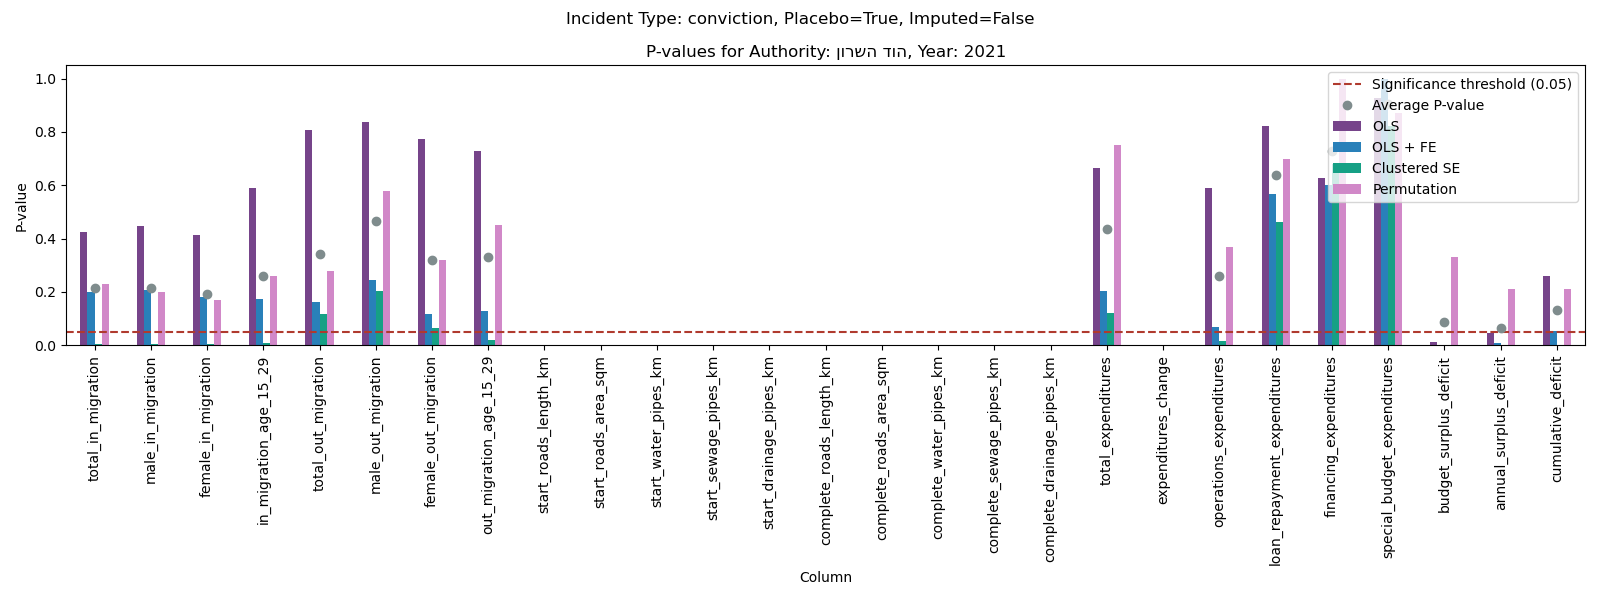 Incident Type: conviction, Placebo=True, Imputed=False
P-values for Authority: הוד השרון, Year: 2021
Significance threshold (0.05)
Average P-value
OLS
OLS + FE
Clustered SE
Permutation
P-value
1.0
0.8
0.6
0.4
0.2
0.0
total_in_migration
male_in_migration
female_in_migration
in_migration_age_15_29
total_out_migration
male_out_migration
female_out_migration
out_migration_age_15_29
start_roads_length_km
start_roads_area_sqm
start_water_pipes_km
start_sewage_pipes_km
start_drainage_pipes_km
complete_roads_length_km
complete_roads_area_sqm
complete_water_pipes_km
complete_sewage_pipes_km
complete_drainage_pipes_km
total_expenditures
expenditures_change
operations_expenditures
loan_repayment_expenditures
financing_expenditures
special_budget_expenditures
budget_surplus_deficit
annual_surplus_deficit
cumulative_deficit
Column